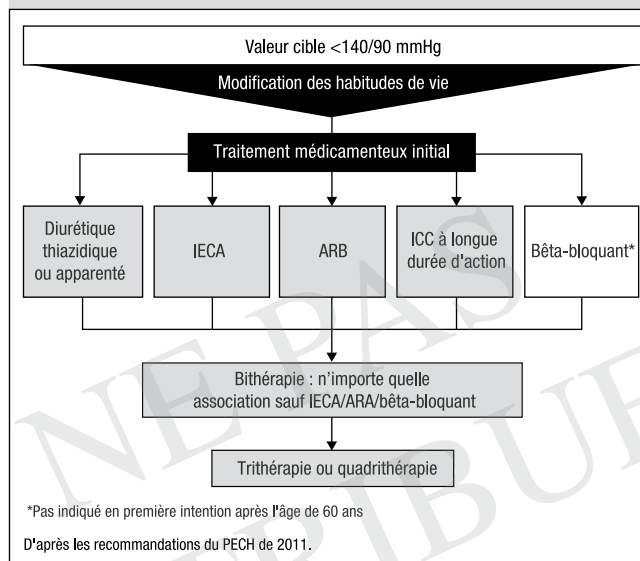 Valeur cible <140/90 mmHg
Modification des habitudes de vie
Traitement médicamenteux initial
Diurétique
thiazidique
ou apparenté
IECA
ARB
ICC à longue
durée d'action
Bêta-bloquant*
Bithérapie : n'importe quelle
association sauf IECA/ARA/bêta-bloquant
Trithérapie ou quadrithérapie
*Pas indiqué en première intention après l'âge de 60 ans
D'après les recommandations du PECH de 2011.
NE PAS